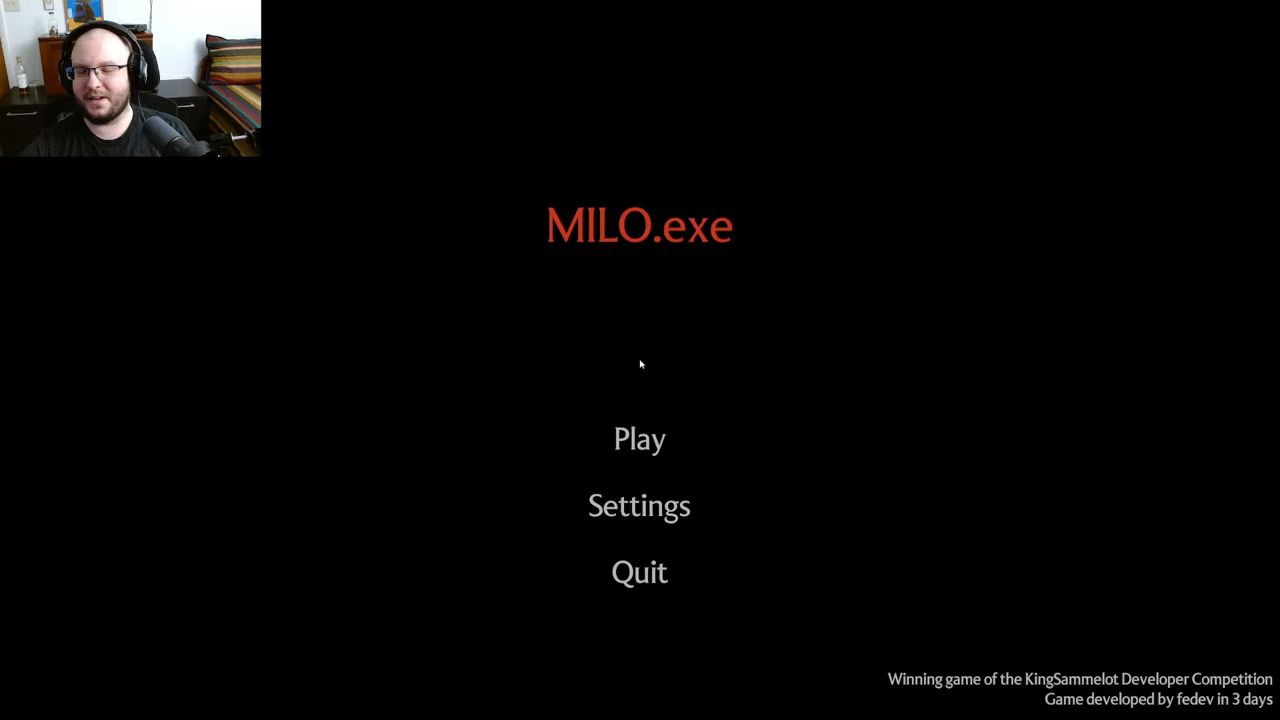 MILO.exe
Play
Settings
Quit
Winning game of the KingSammelot Developer Competition
Game developed by fedev in 3 days